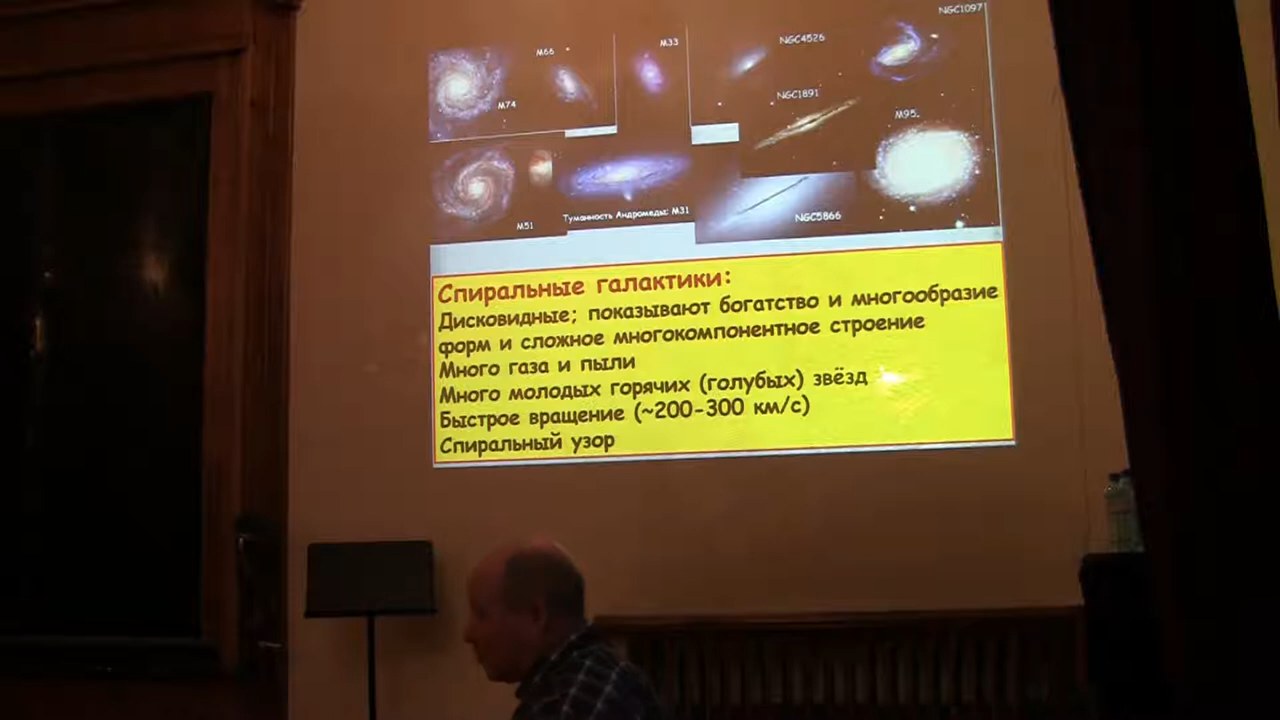 NGC1097
M66
M33
NGC4526
M74
NGC1891
M95
M51
Туманность Андромеды: M31
NGC5866
Спиральные галактики:
Дисковидные; показывают богатство и многообразие
форм и сложное многокомпонентное строение
Много газа и пыли
Много молодых горячих (голубых) звёзд
Быстрое вращение (~200-300 км/с)
Спиральный узор